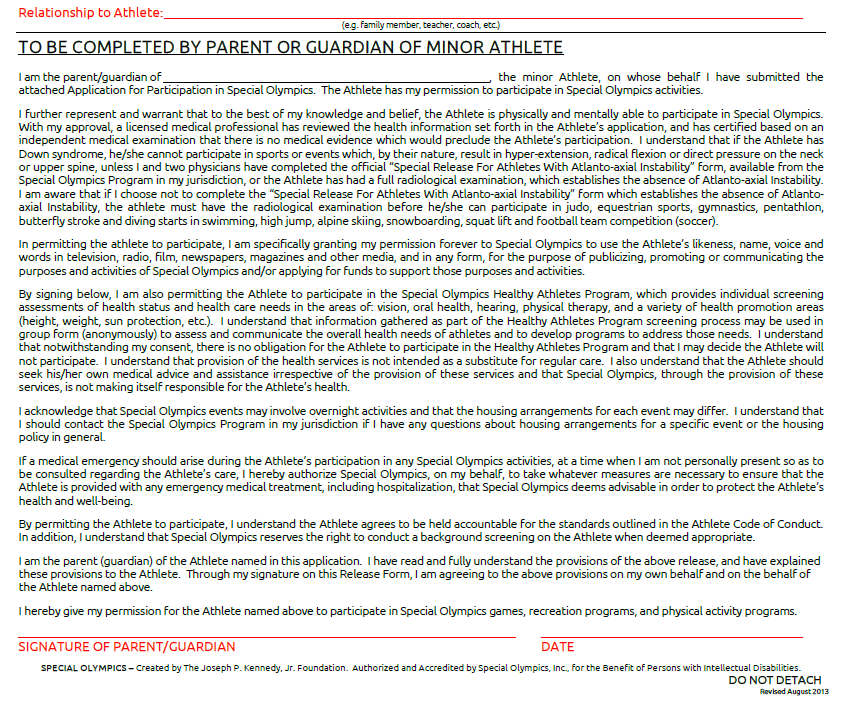 Relationship to Athlete:
(e.g. family member, teacher, coach, etc.)
TO BE COMPLETED BY PARENT OR GUARDIAN OF MINOR ATHLETE
I am the parent/guardian of ______________________________, the minor Athlete, on whose behalf I have submitted the
attached Application for Participation in Special Olympics. The Athlete has my permission to participate in Special Olympics activities.
I further represent and warrant that to the best of my knowledge and belief, the Athlete is physically and mentally able to participate in Special Olympics.
With my approval, a licensed medical professional has reviewed the health information set forth in the Athlete's application, and has certified based on an
independent medical examination that there is no medical evidence which would preclude the Athlete's participation. I understand that if the Athlete has
Down syndrome, he/she cannot participate in sports or events which, by their nature, result in hyper-extension, radical flexion or direct pressure on the neck
or upper spine, unless I and two physicians have completed the official "Special Release For Athletes With Atlanto-axial Instability" form, available from the
Special Olympics Program in my jurisdiction, or the Athlete has had a full radiological examination, which establishes the absence of Atlanto-axial Instability.
I am aware that if I choose not to complete the "Special Release For Athletes With Atlanto-axial Instability" form which establishes the absence of Atlanto-
axial Instability, the athlete must have the radiological examination before he/she can participate in judo, equestrian sports, gymnastics, pentathlon,
butterfly stroke and diving starts in swimming, high jump, alpine skiing, snowboarding, squat lift and football team competition (soccer).
In permitting the athlete to participate, I am specifically granting my permission forever to Special Olympics to use the Athlete's likeness, name, voice and
words in television, radio, film, newspapers, magazines and other media, and in any form, for the purpose of publicizing, promoting or communicating the
purposes and activities of Special Olympics and/or applying for funds to support those purposes and activities.
By signing below, I am also permitting the Athlete to participate in the Special Olympics Healthy Athletes Program, which provides individual screening
assessments of health status and health care needs in the areas of: vision, oral health, hearing, physical therapy, and a variety of health promotion areas
(height, weight, sun protection, etc.). I understand that information gathered as part of the Healthy Athletes Program screening process may be used in
group form (anonymously) to assess and communicate the overall health needs of athletes and to develop programs to address those needs. I understand
that notwithstanding my consent, there is no obligation for the Athlete to participate in the Healthy Athletes Program and that I may decide the Athlete will
not participate. I understand that provision of the health services is not intended as a substitute for regular care. I also understand that the Athlete should
seek his/her own medical advice and assistance irrespective of the provision of these services and that Special Olympics, through the provision of these
services, is not making itself responsible for the Athlete's health.
I acknowledge that Special Olympics events may involve overnight activities and that the housing arrangements for each event may differ. I understand that
I should contact the Special Olympics Program in my jurisdiction if I have any questions about housing arrangements for a specific event or the housing
policy in general.
If a medical emergency should arise during the Athlete's participation in any Special Olympics activities, at a time when I am not personally present so as to
be consulted regarding the Athlete's care, I hereby authorize Special Olympics, on my behalf, to take whatever measures are necessary to ensure that the
Athlete is provided with any emergency medical treatment, including hospitalization, that Special Olympics deems advisable in order to protect the Athlete's
health and well-being.
By permitting the Athlete to participate, I understand the Athlete agrees to be held accountable for the standards outlined in the Athlete Code of Conduct.
In addition, I understand that Special Olympics reserves the right to conduct a background screening on the Athlete when deemed appropriate.
I am the parent (guardian) of the Athlete named in this application. I have read and fully understand the provisions of the above release, and have explained
these provisions to the Athlete. Through my signature on this Release Form, I am agreeing to the above provisions on my own behalf and on the behalf of
the Athlete named above.
I hereby give my permission for the Athlete named above to participate in Special Olympics games, recreation programs, and physical activity programs.
SIGNATURE OF PARENT/GUARDIAN DATE
SPECIAL OLYMPICS – Created by The Joseph P. Kennedy, Jr. Foundation. Authorized and Accredited by Special Olympics, Inc., for the Benefit of Persons with Intellectual Disabilities.
DO NOT DETACH
Revised August 2013